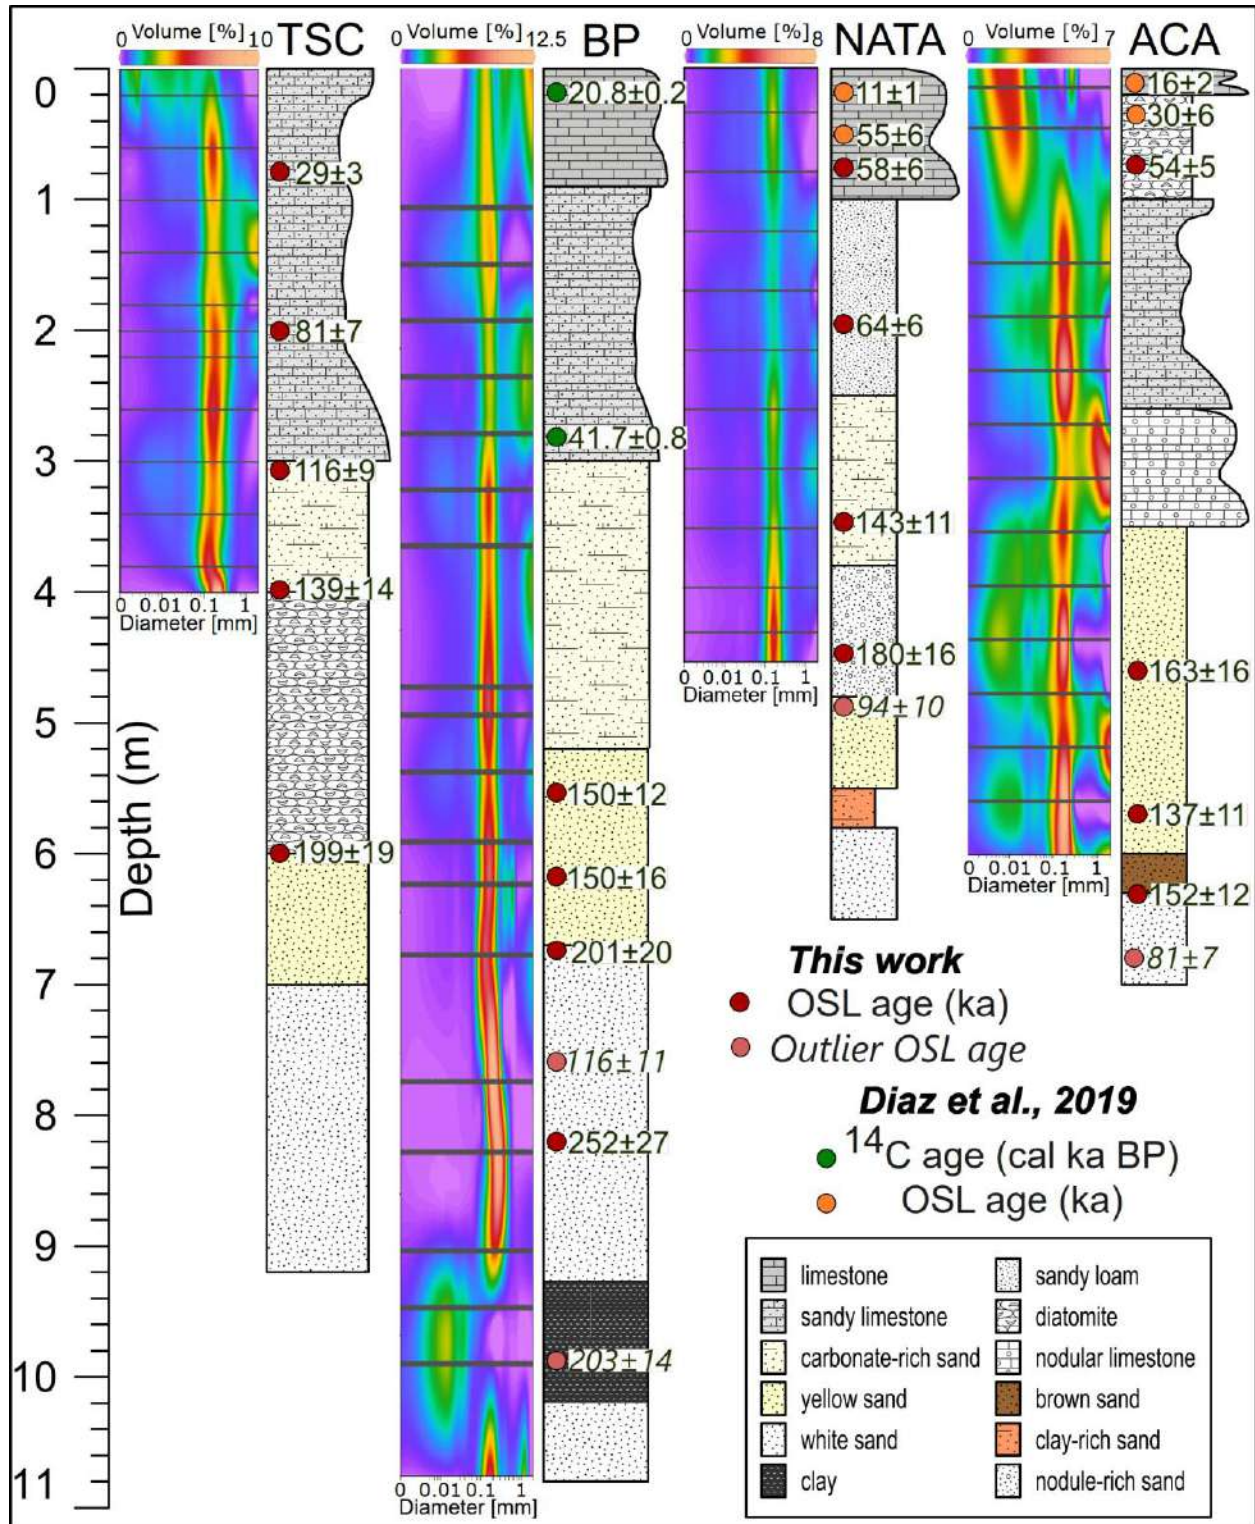 0 Volume [%] 10 TSC
0 Volume [%] 12.5 BP
0 Volume [%] 8 NATA
0 Volume [%] 7 ACA
Depth (m)
0
1
2
3
4
5
6
7
8
9
10
11
29±3
81±7
116±9
139±14
199±19
0 0.01 0.1 1
Diameter [mm]
20.8±0.2
41.7±0.8
150±12
150±16
201±20
116±11
252±27
203±14
0 0.01 0.1 1
Diameter [mm]
11±1
55±6
58±6
64±6
143±11
180±16
94±10
0 0.01 0.1 1
Diameter [mm]
16±2
30±6
54±5
163±16
137±11
152±12
81±7
0 0.01 0.1 1
Diameter [mm]
This work
OSL age (ka)
Outlier OSL age
Diaz et al., 2019
14C age (cal ka BP)
OSL age (ka)
limestone
sandy limestone
carbonate-rich sand
yellow sand
white sand
clay
sandy loam
diatomite
nodular limestone
brown sand
clay-rich sand
nodule-rich sand